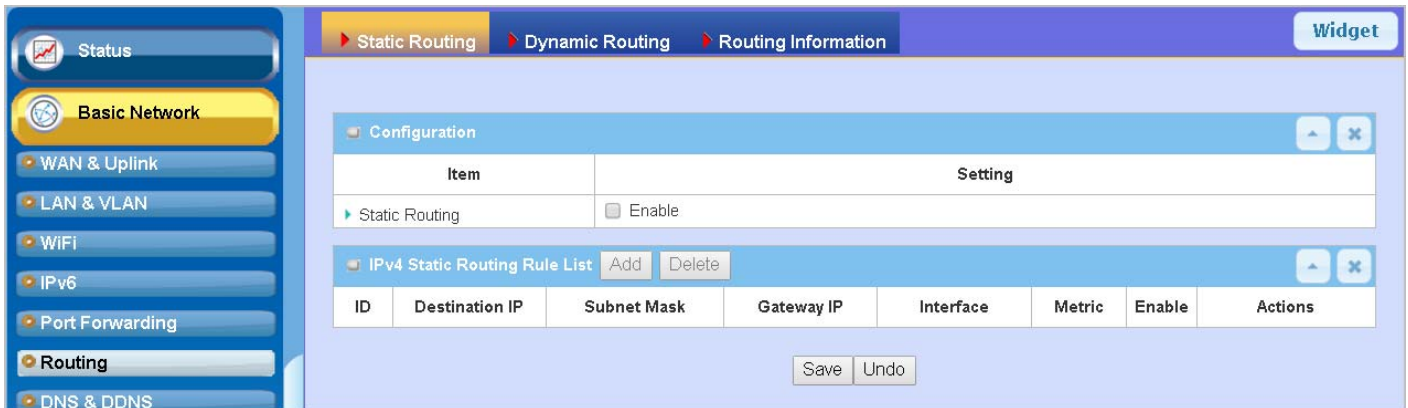 Status
Basic Network
WAN & Uplink
LAN & VLAN
WiFi
IPv6
Port Forwarding
Routing
DNS & DDNS
Static Routing Dynamic Routing Routing Information Widget
Configuration
Item Setting
Static Routing Enable
IPv4 Static Routing Rule List Add Delete
ID Destination IP Subnet Mask Gateway IP Interface Metric Enable Actions
Save Undo